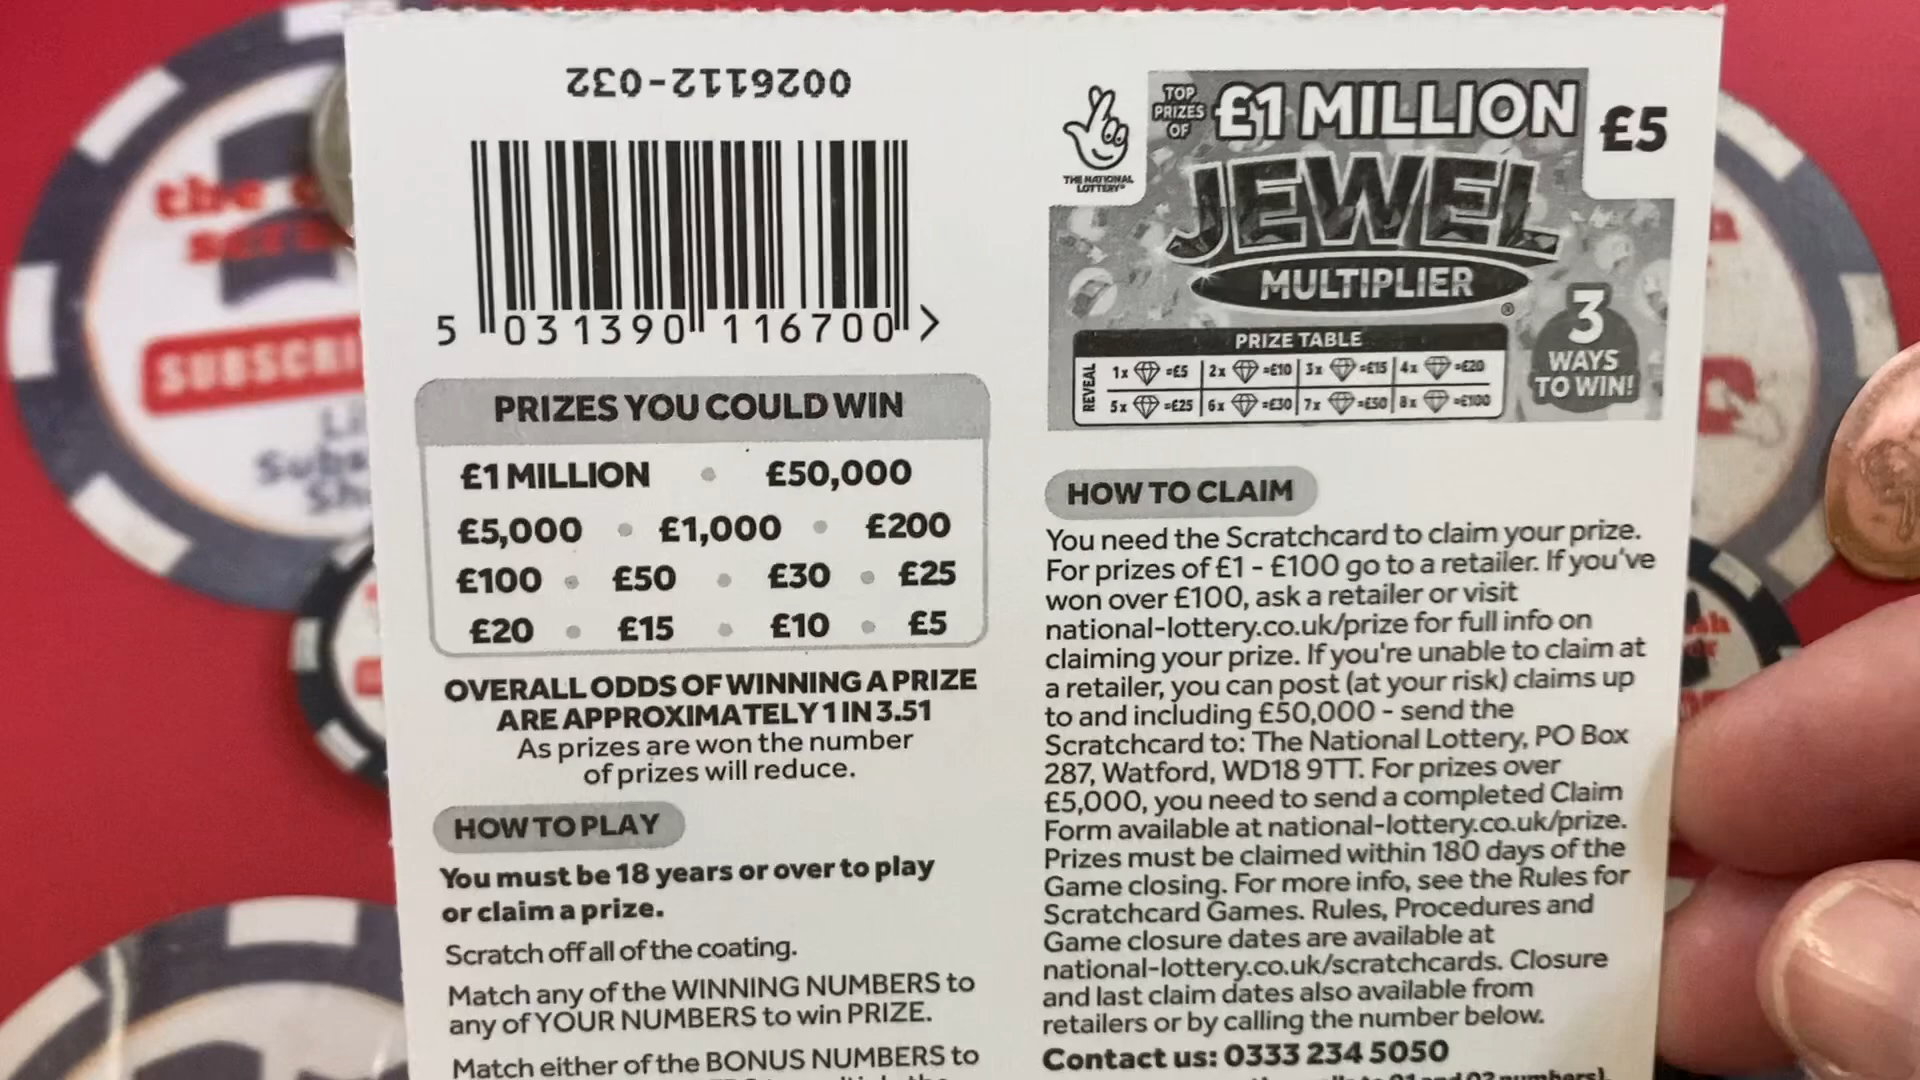 0026112-032
5 031390 116700 >
PRIZES YOU COULD WIN
£1 MILLION • £50,000
£5,000 • £1,000 • £200
£100 • £50 • £30 • £25
£20 • £15 • £10 • £5
OVERALL ODDS OF WINNING A PRIZE
ARE APPROXIMATELY 1 IN 3.51
As prizes are won the number
of prizes will reduce.
HOW TO PLAY
You must be 18 years or over to play
or claim a prize.
Scratch off all of the coating.
Match any of the WINNING NUMBERS to
any of YOUR NUMBERS to win PRIZE.
Match either of the BONUS NUMBERS to
THE NATIONAL
LOTTERY®
TOP
PRIZES
OF
£1 MILLION
£5
JEWEL
MULTIPLIER
®
3
WAYS
TO WIN!
PRIZE TABLE
REVEAL
1x =£5 2x =£10 3x =£15 4x =£20
5x =£25 6x =£30 7x =£50 8x =£100
HOW TO CLAIM
You need the Scratchcard to claim your prize.
For prizes of £1 - £100 go to a retailer. If you've
won over £100, ask a retailer or visit
national-lottery.co.uk/prize for full info on
claiming your prize. If you're unable to claim at
a retailer, you can post (at your risk) claims up
to and including £50,000 - send the
Scratchcard to: The National Lottery, PO Box
287, Watford, WD18 9TT. For prizes over
£5,000, you need to send a completed Claim
Form available at national-lottery.co.uk/prize.
Prizes must be claimed within 180 days of the
Game closing. For more info, see the Rules for
Scratchcard Games. Rules, Procedures and
Game closure dates are available at
national-lottery.co.uk/scratchcards. Closure
and last claim dates also available from
retailers or by calling the number below.
Contact us: 0333 234 5050
the
SUBSCRI